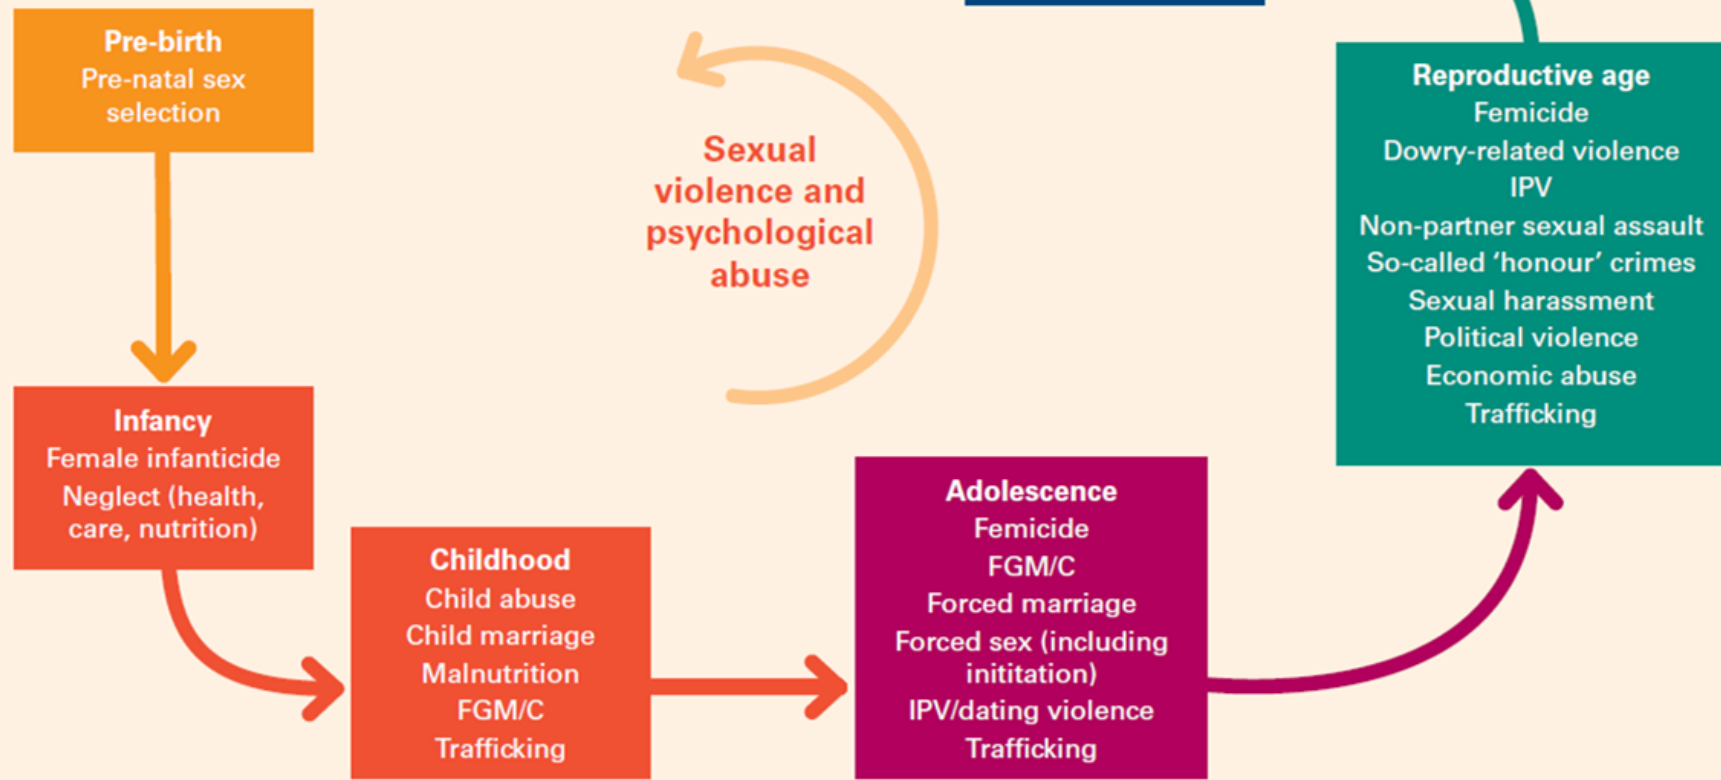 Pre-birth
Pre-natal sex
selection
Sexual
violence and
psychological
abuse
Infancy
Female infanticide
Neglect (health,
care, nutrition)
Childhood
Child abuse
Child marriage
Malnutrition
FGM/C
Trafficking
Adolescence
Femicide
FGM/C
Forced marriage
Forced sex (including
inititation)
IPV/dating violence
Trafficking
Reproductive age
Femicide
Dowry-related violence
IPV
Non-partner sexual assault
So-called ‘honour’ crimes
Sexual harassment
Political violence
Economic abuse
Trafficking